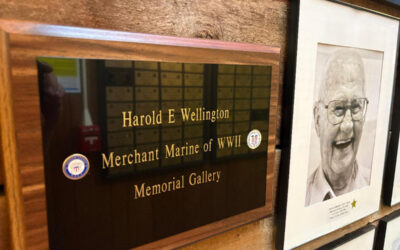 Harold E Wellington
Merchant Marine of WWII
Memorial Gallery